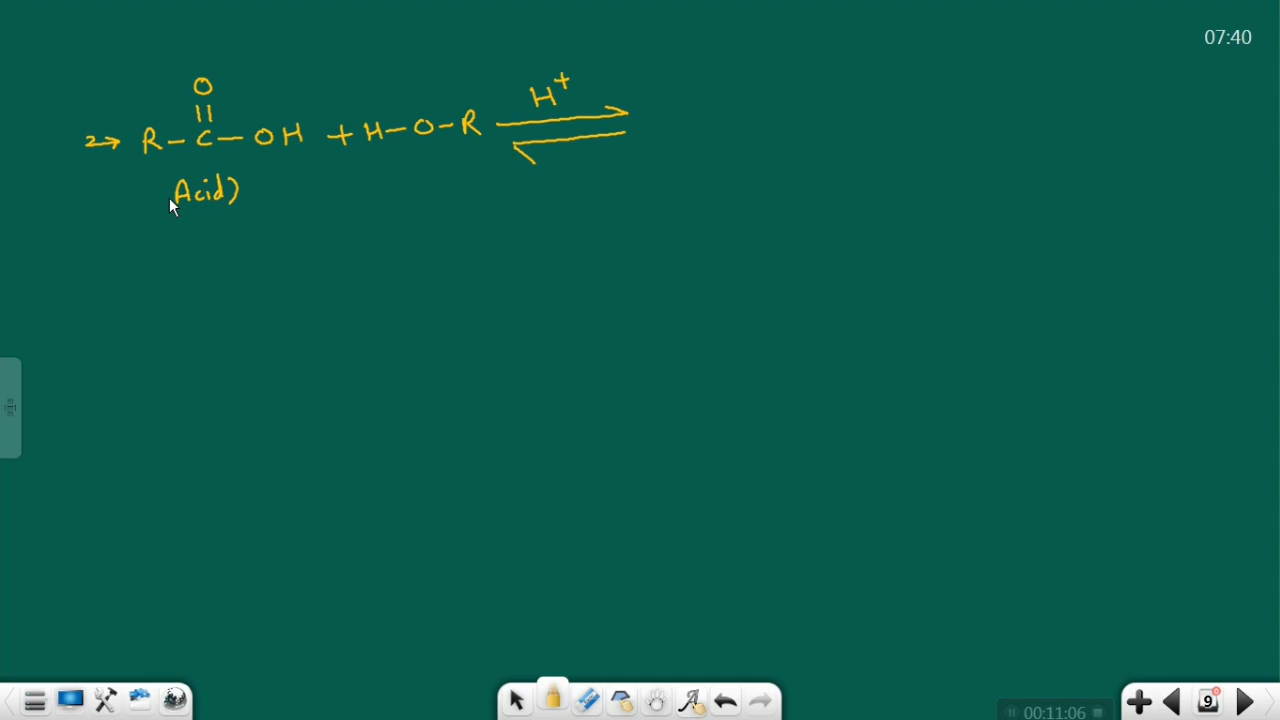 07:40
O
||
2→ R-C-OH + H-O-R ⇌ H⁺
Acid)
9
00:11:06